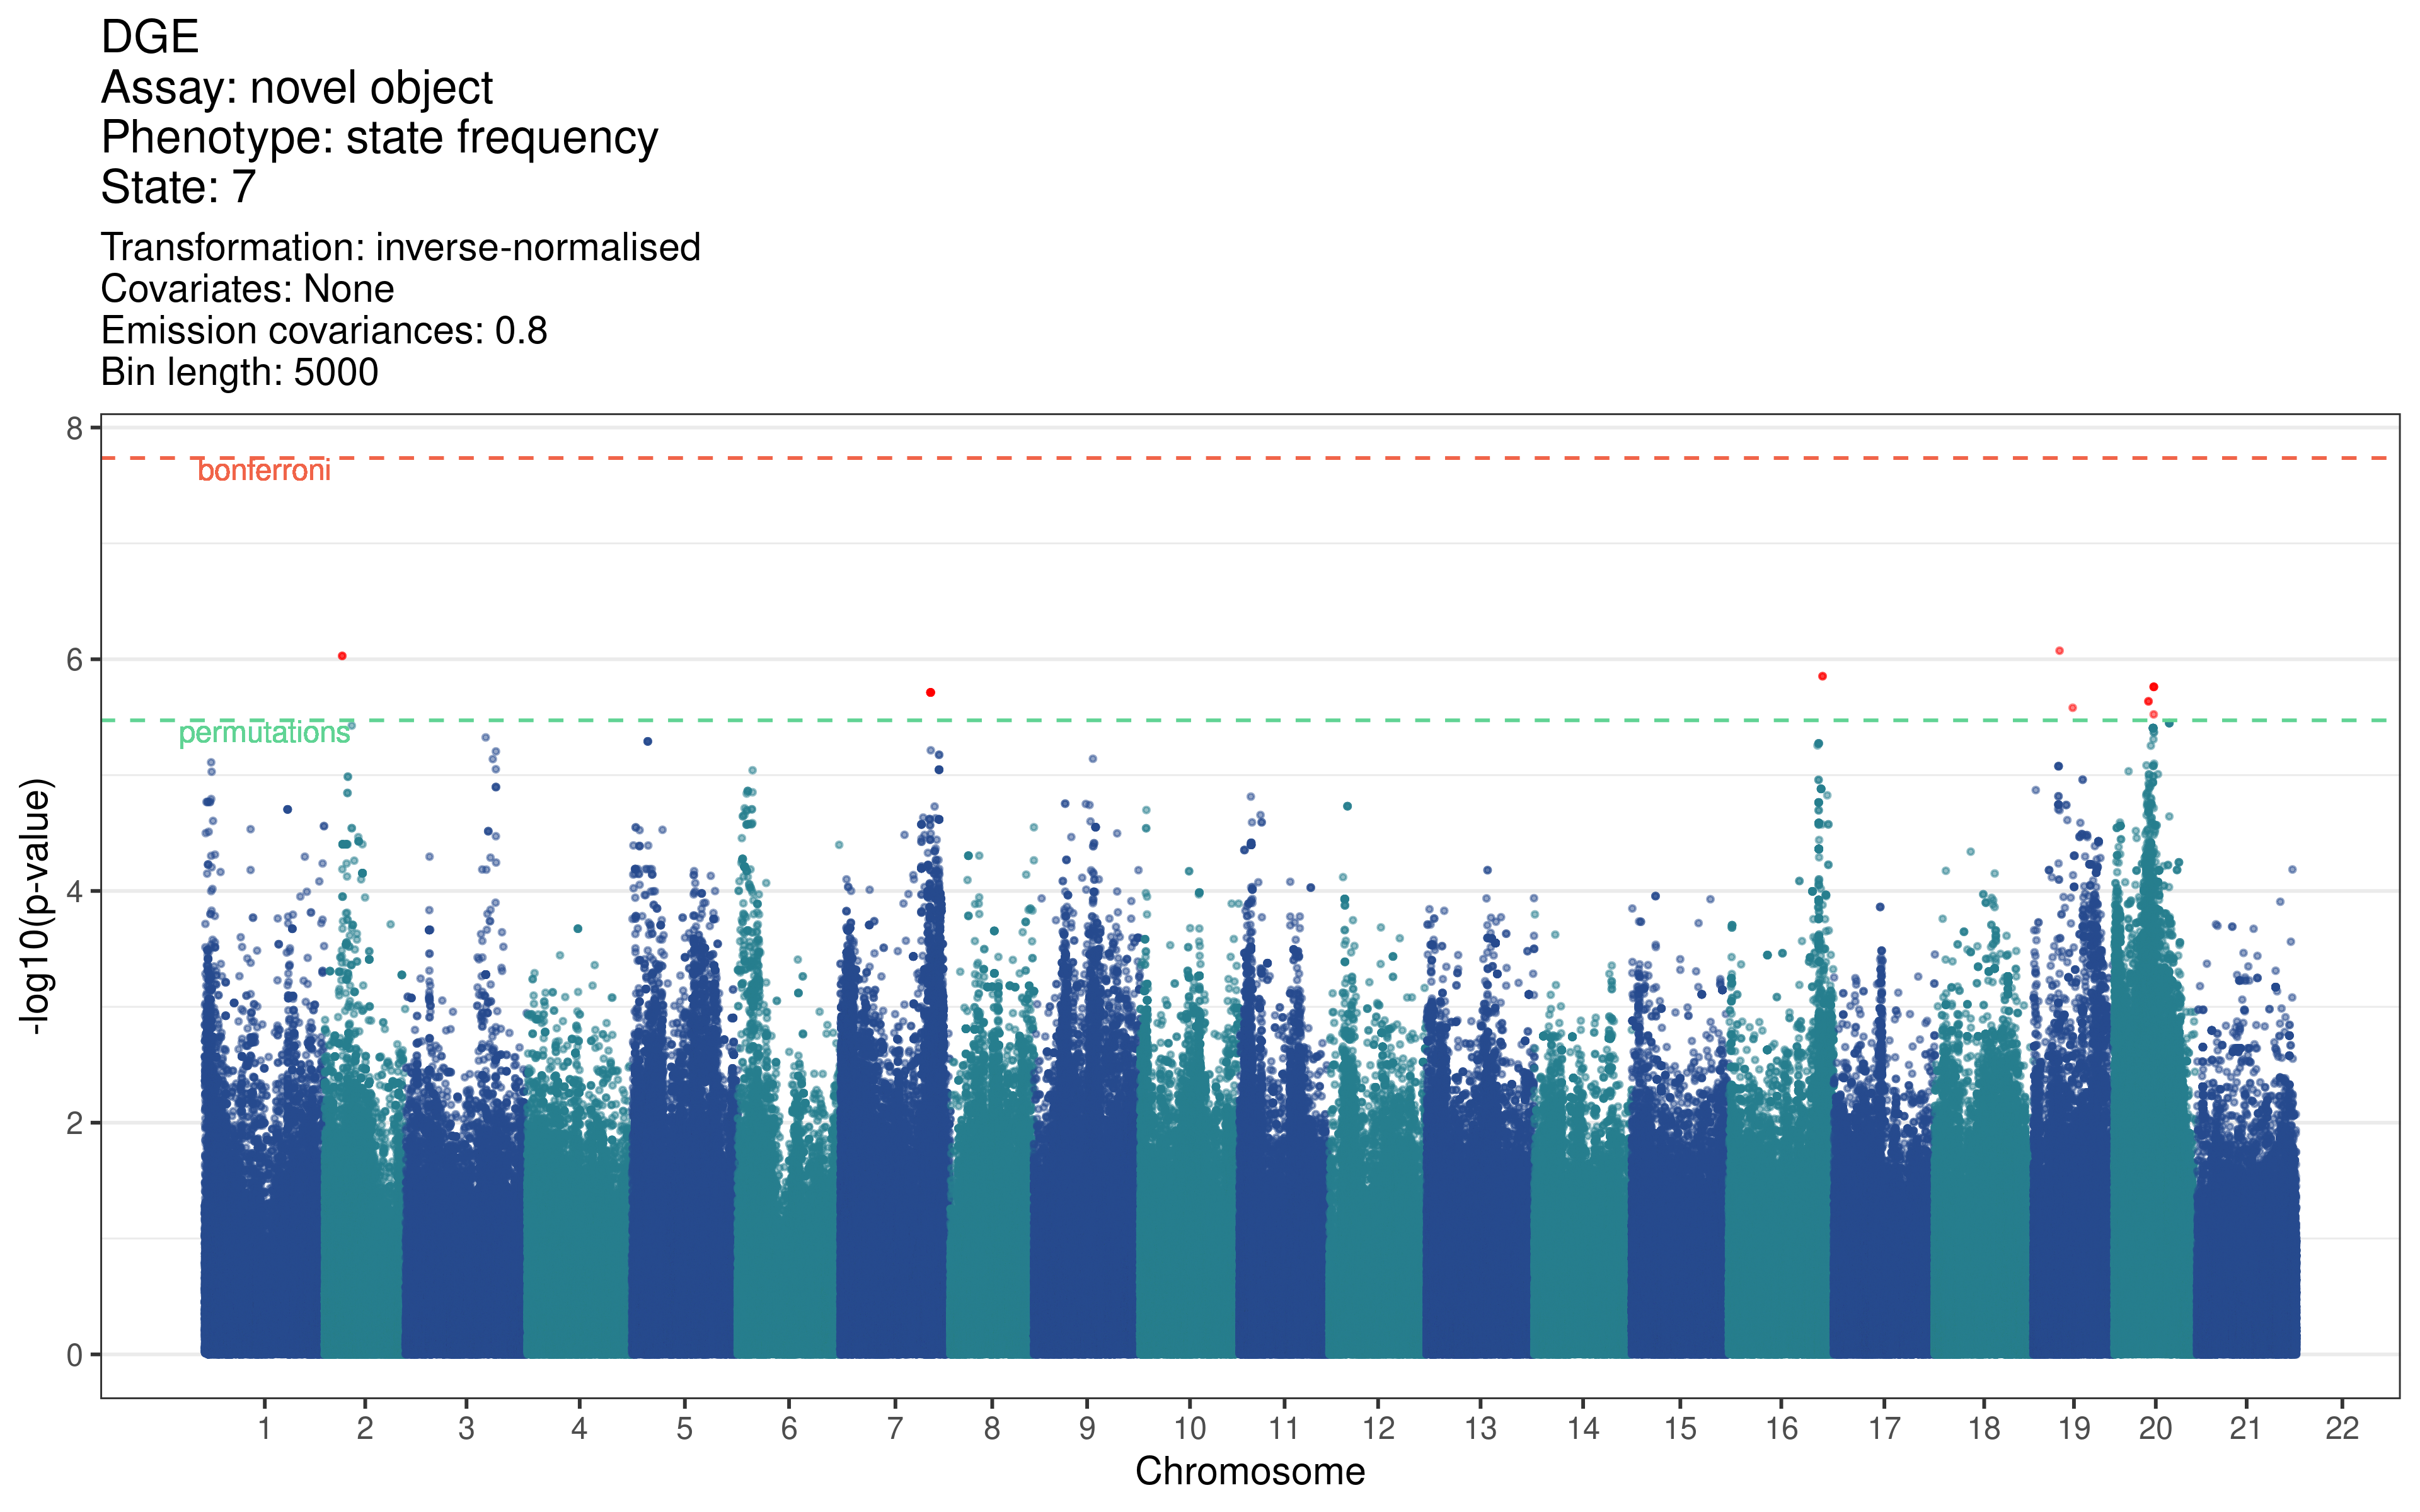 DGE
Assay: novel object
Phenotype: state frequency
State: 7
Transformation: inverse-normalised
Covariates: None
Emission covariances: 0.8
Bin length: 5000
8
bonferroni
6
permutations
4
2
0
-log10(p-value)
1 2 3 4 5 6 7 8 9 10 11 12 13 14 15 16 17 18 19 20 21 22
Chromosome